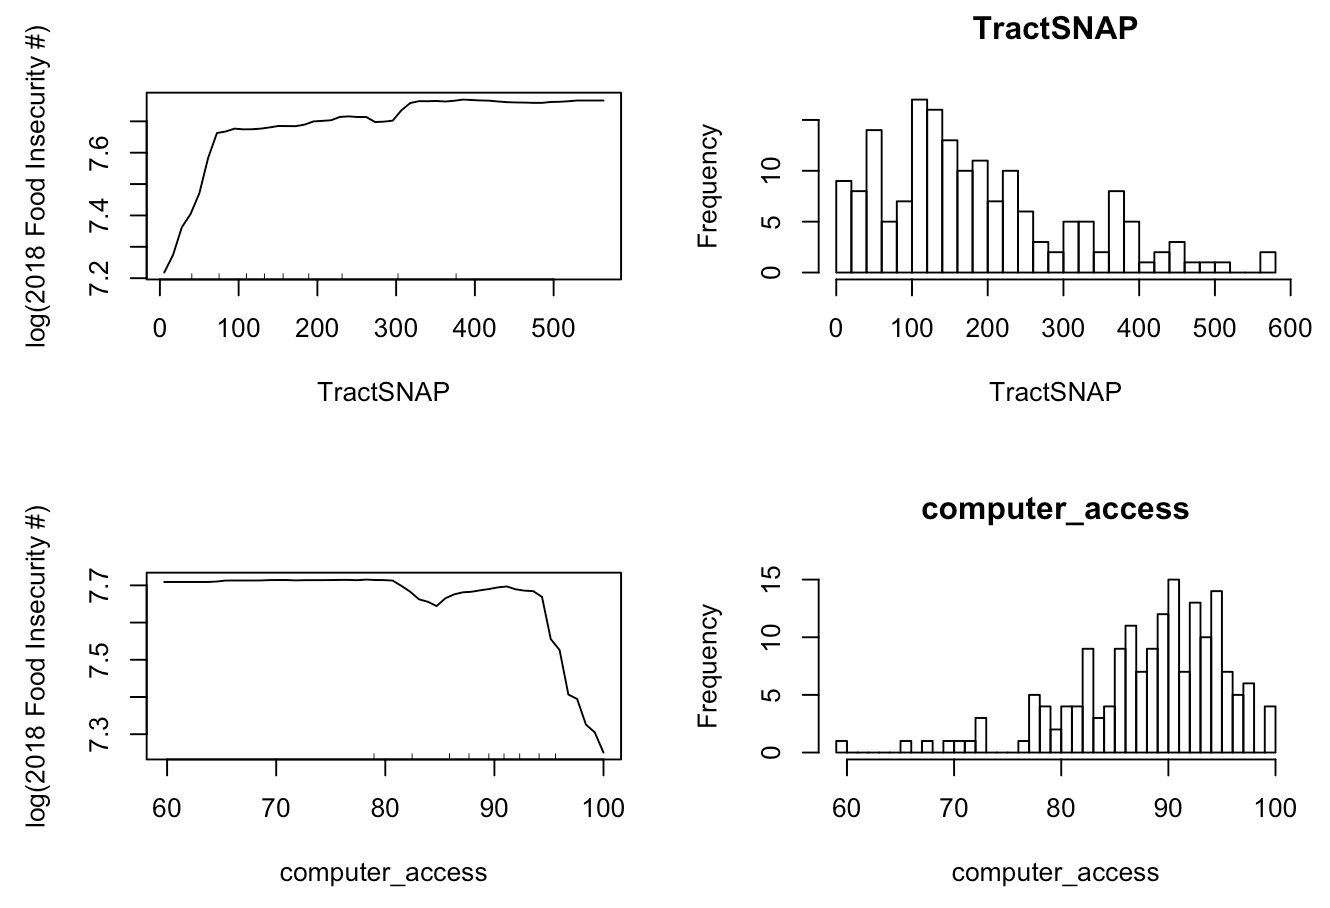 log(2018 Food Insecurity #)
7.2 7.4 7.6
0 100 200 300 400 500
TractSNAP
TractSNAP
Frequency
0 5 10
0 100 200 300 400 500 600
TractSNAP
log(2018 Food Insecurity #)
7.3 7.5 7.7
60 70 80 90 100
computer_access
computer_access
Frequency
0 5 10 15
60 70 80 90 100
computer_access